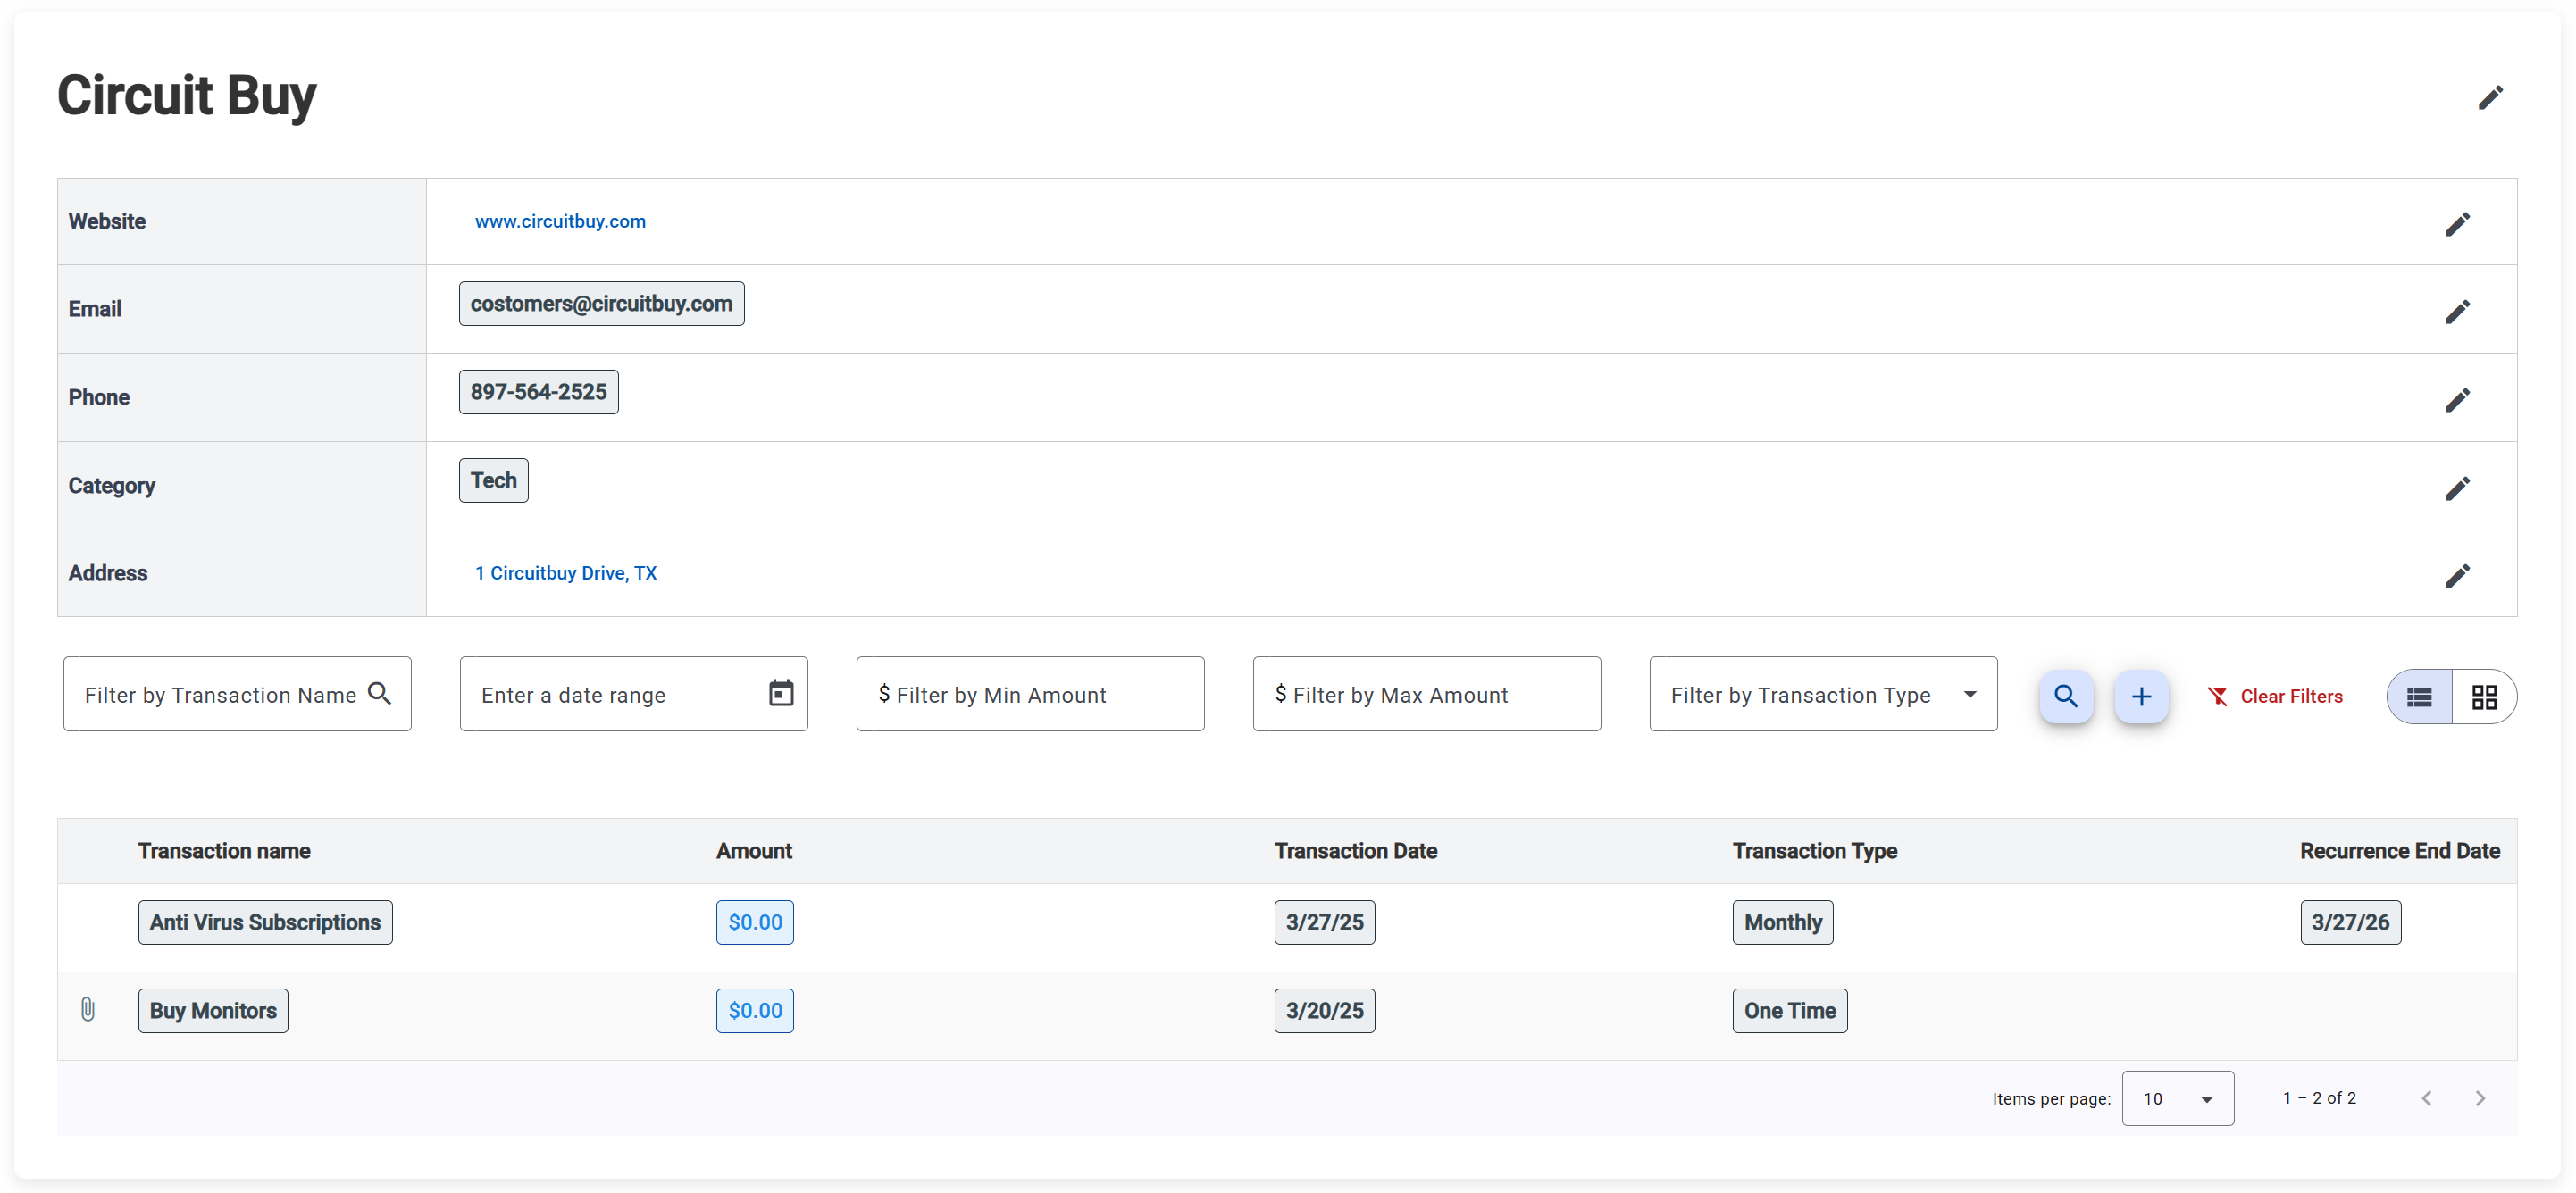 Circuit Buy
Website www.circuitbuy.com
Email costomers@circuitbuy.com
Phone 897-564-2525
Category Tech
Address 1 Circuitbuy Drive, TX
Filter by Transaction Name Enter a date range $ Filter by Min Amount $ Filter by Max Amount Filter by Transaction Type Clear Filters
Transaction name Amount Transaction Date Transaction Type Recurrence End Date
Anti Virus Subscriptions $0.00 3/27/25 Monthly 3/27/26
Buy Monitors $0.00 3/20/25 One Time
Items per page: 10 1 – 2 of 2